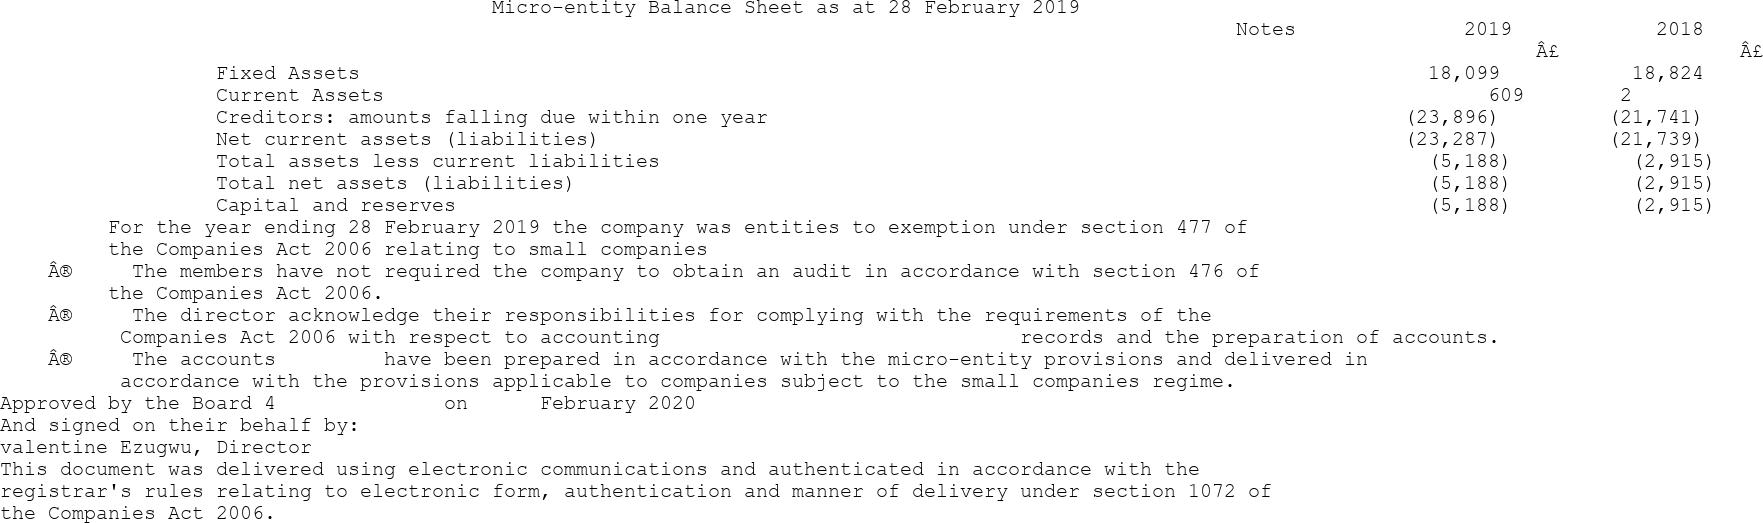 Micro-entity Balance Sheet as at 28 February 2019
Notes 2019 2018
Â£ Â£
Fixed Assets 18,099 18,824
Current Assets 609 2
Creditors: amounts falling due within one year (23,896) (21,741)
Net current assets (liabilities) (23,287) (21,739)
Total assets less current liabilities (5,188) (2,915)
Total net assets (liabilities) (5,188) (2,915)
Capital and reserves (5,188) (2,915)
For the year ending 28 February 2019 the company was entities to exemption under section 477 of
the Companies Act 2006 relating to small companies
Â® The members have not required the company to obtain an audit in accordance with section 476 of
the Companies Act 2006.
Â® The director acknowledge their responsibilities for complying with the requirements of the
Companies Act 2006 with respect to accounting records and the preparation of accounts.
Â® The accounts have been prepared in accordance with the micro-entity provisions and delivered in
accordance with the provisions applicable to companies subject to the small companies regime.
Approved by the Board 4 on February 2020
And signed on their behalf by:
valentine Ezugwu, Director
This document was delivered using electronic communications and authenticated in accordance with the
registrar's rules relating to electronic form, authentication and manner of delivery under section 1072 of
the Companies Act 2006.